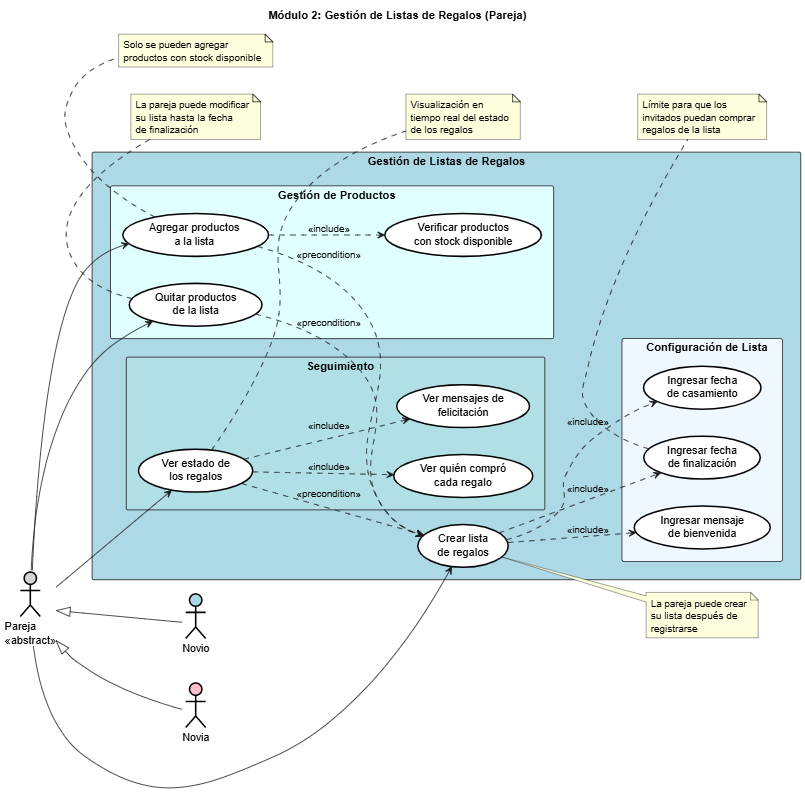 Módulo 2: Gestión de Listas de Regalos (Pareja)
Solo se pueden agregar
productos con stock disponible
La pareja puede modificar
su lista hasta la fecha
de finalización
Visualización en
tiempo real del estado
de los regalos
Límite para que los
invitados puedan comprar
regalos de la lista
Gestión de Listas de Regalos
Gestión de Productos
Agregar productos
a la lista
«include»
Verificar productos
con stock disponible
«precondition»
Quitar productos
de la lista
«precondition»
Seguimiento
Ver mensajes de
felicitación
«include»
Ver estado de
los regalos
«include»
Ver quién compró
cada regalo
«precondition»
Crear lista
de regalos
Configuración de Lista
Ingresar fecha
de casamiento
«include»
Ingresar fecha
de finalización
«include»
Ingresar mensaje
de bienvenida
«include»
La pareja puede crear
su lista después de
registrarse
Pareja
«abstract»
Novio
Novia